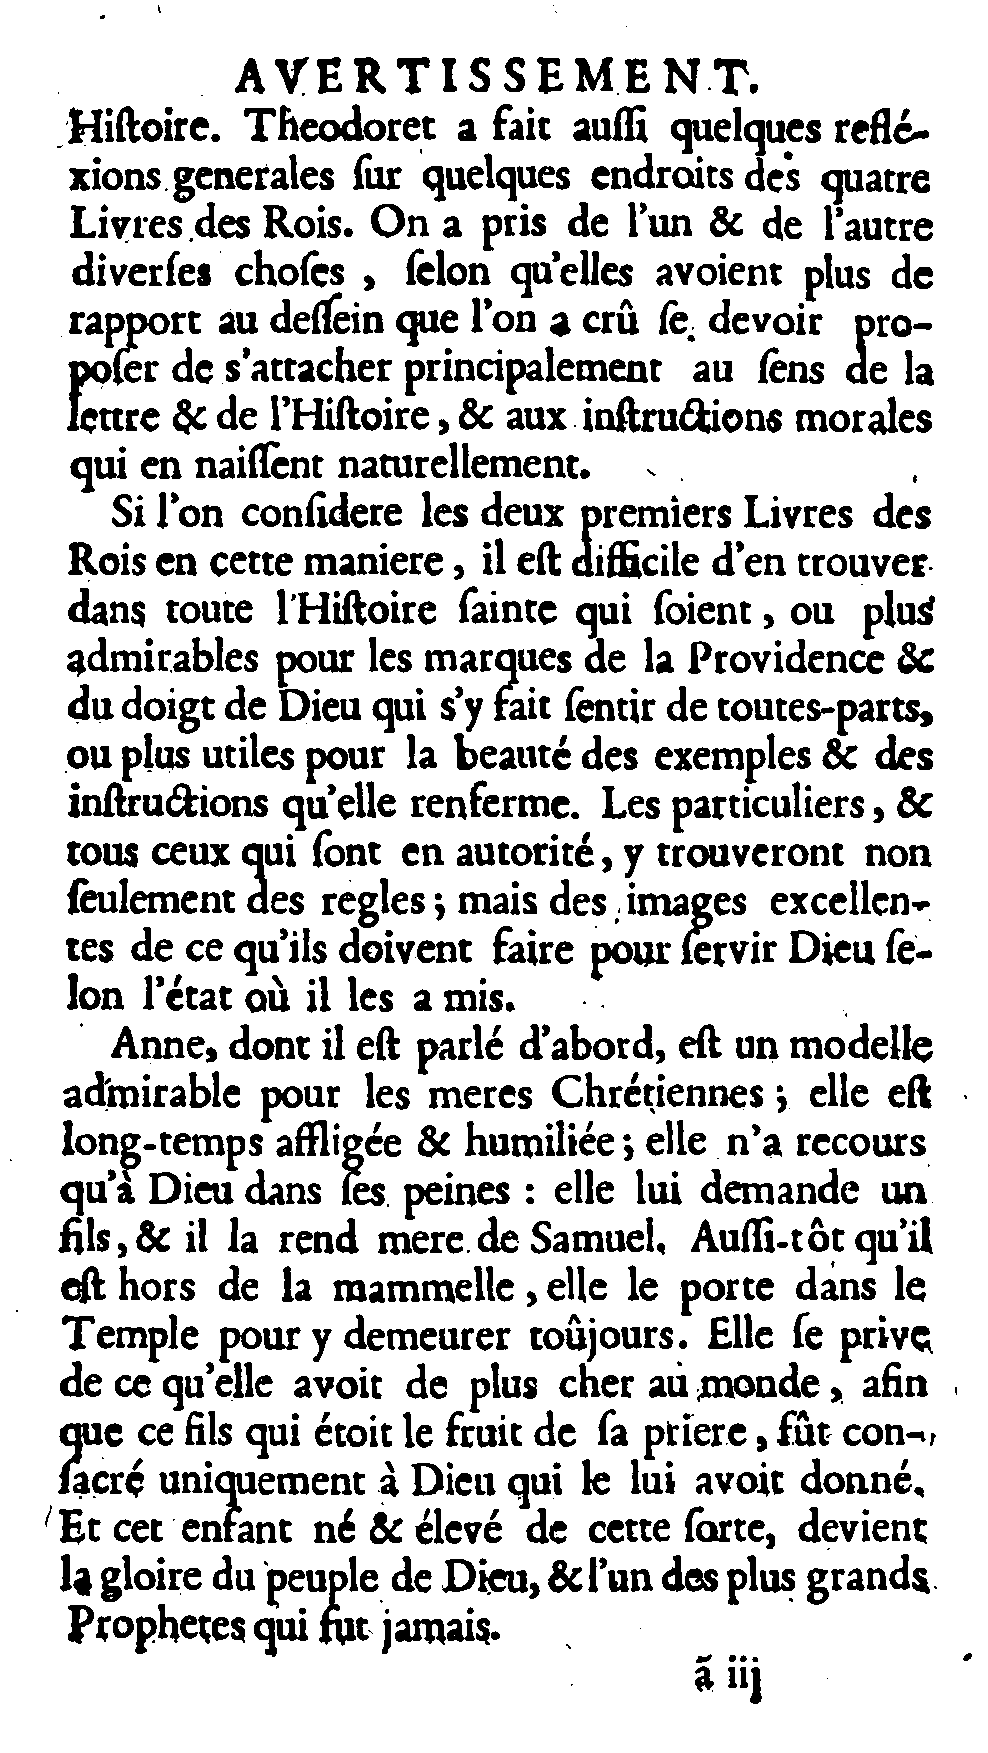 AVERTISSEMENT.
Hiſtoire. Theodoret a fait auſſi quelques reflé-
xions generales ſur quelques endroits des quatre
Livres des Rois. On a pris de l'un & de l'autre
diverſes choſes , ſelon qu'elles avoient plus de
rapport au deſſein que l'on a crû ſe devoir pro-
poſer de s'attacher principalement au ſens de la
lettre & de l'Hiſtoire, & aux inſtructions morales
qui en naiſſent naturellement.
Si l'on conſidere les deux premiers Livres des
Rois en cette maniere , il eſt difficile d'en trouver
dans toute l'Hiſtoire ſainte qui ſoient , ou plus
admirables pour les marques de la Providence &
du doigt de Dieu qui s'y fait ſentir de toutes-parts,
ou plus utiles pour la beauté des exemples & des
inſtructions qu'elle renferme. Les particuliers , &
tous ceux qui ſont en autorité, y trouveront non
ſeulement des regles ; mais des images excellen-
tes de ce qu'ils doivent faire pour ſervir Dieu ſe-
lon l'état où il les a mis.
Anne, dont il eſt parlé d'abord, eſt un modelle
admirable pour les meres Chrétiennes ; elle eſt
long-temps affligée & humiliée ; elle n'a recours
qu'à Dieu dans ſes peines : elle lui demande un
fils, & il la rend mere de Samuel. Auſſi-tôt qu'il
eſt hors de la mammelle , elle le porte dans le
Temple pour y demeurer toûjours. Elle ſe prive
de ce qu'elle avoit de plus cher au monde , afin
que ce fils qui étoit le fruit de ſa priere , fût con-
ſacré uniquement à Dieu qui le lui avoit donné.
Et cet enfant né & élevé de cette ſorte, devient
la gloire du peuple de Dieu, & l'un des plus grands
Prophetes qui fut jamais.
ã iij